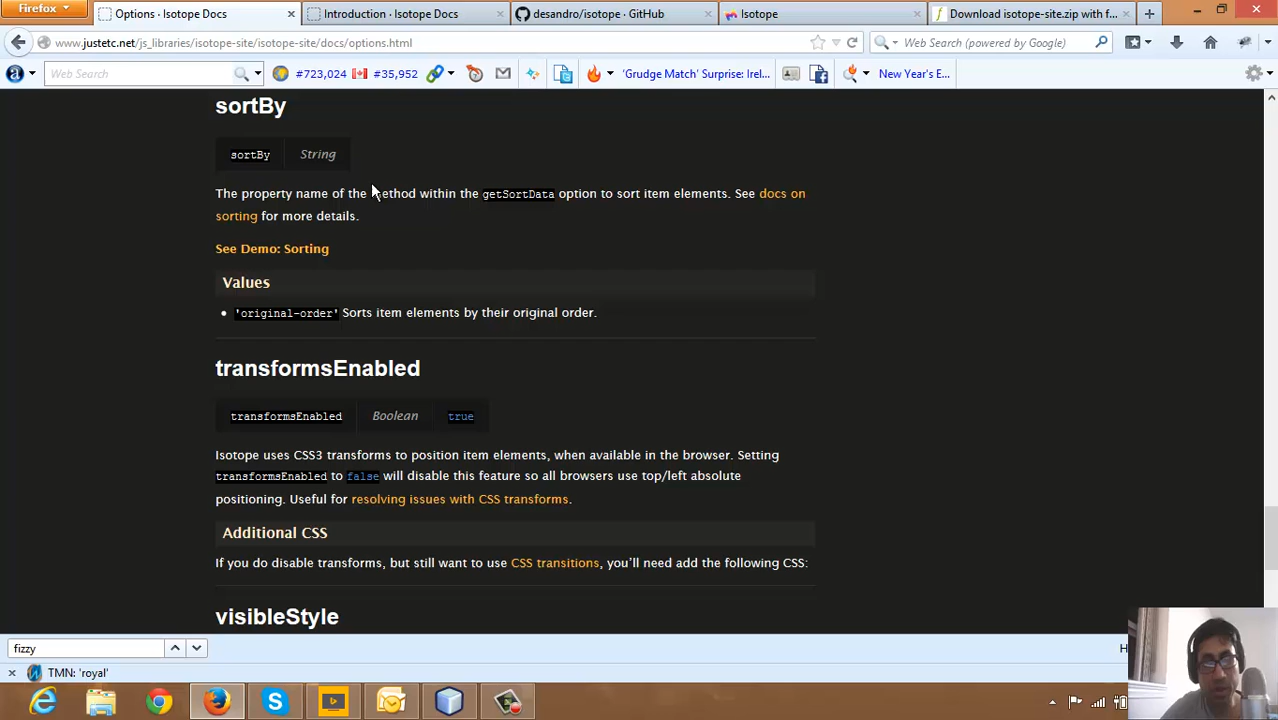 Firefox
Options · Isotope Docs
Introduction · Isotope Docs
desandro/isotope · GitHub
Isotope
Download isotope-site.zip with f...
www.justetc.net/js_libraries/isotope-site/isotope-site/docs/options.html
Web Search (powered by Google)
Web Search
#723,024
#35,952
'Grudge Match' Surprise: Irel...
New Year's E...
sortBy
sortBy String
The property name of the method within the getSortData option to sort item elements. See docs on
sorting for more details.
See Demo: Sorting
Values
'original-order' Sorts item elements by their original order.
transformsEnabled
transformsEnabled Boolean true
Isotope uses CSS3 transforms to position item elements, when available in the browser. Setting
transformsEnabled to false will disable this feature so all browsers use top/left absolute
positioning. Useful for resolving issues with CSS transforms.
Additional CSS
If you do disable transforms, but still want to use CSS transitions, you'll need add the following CSS:
visibleStyle
fizzy
H
TMN: 'royal'